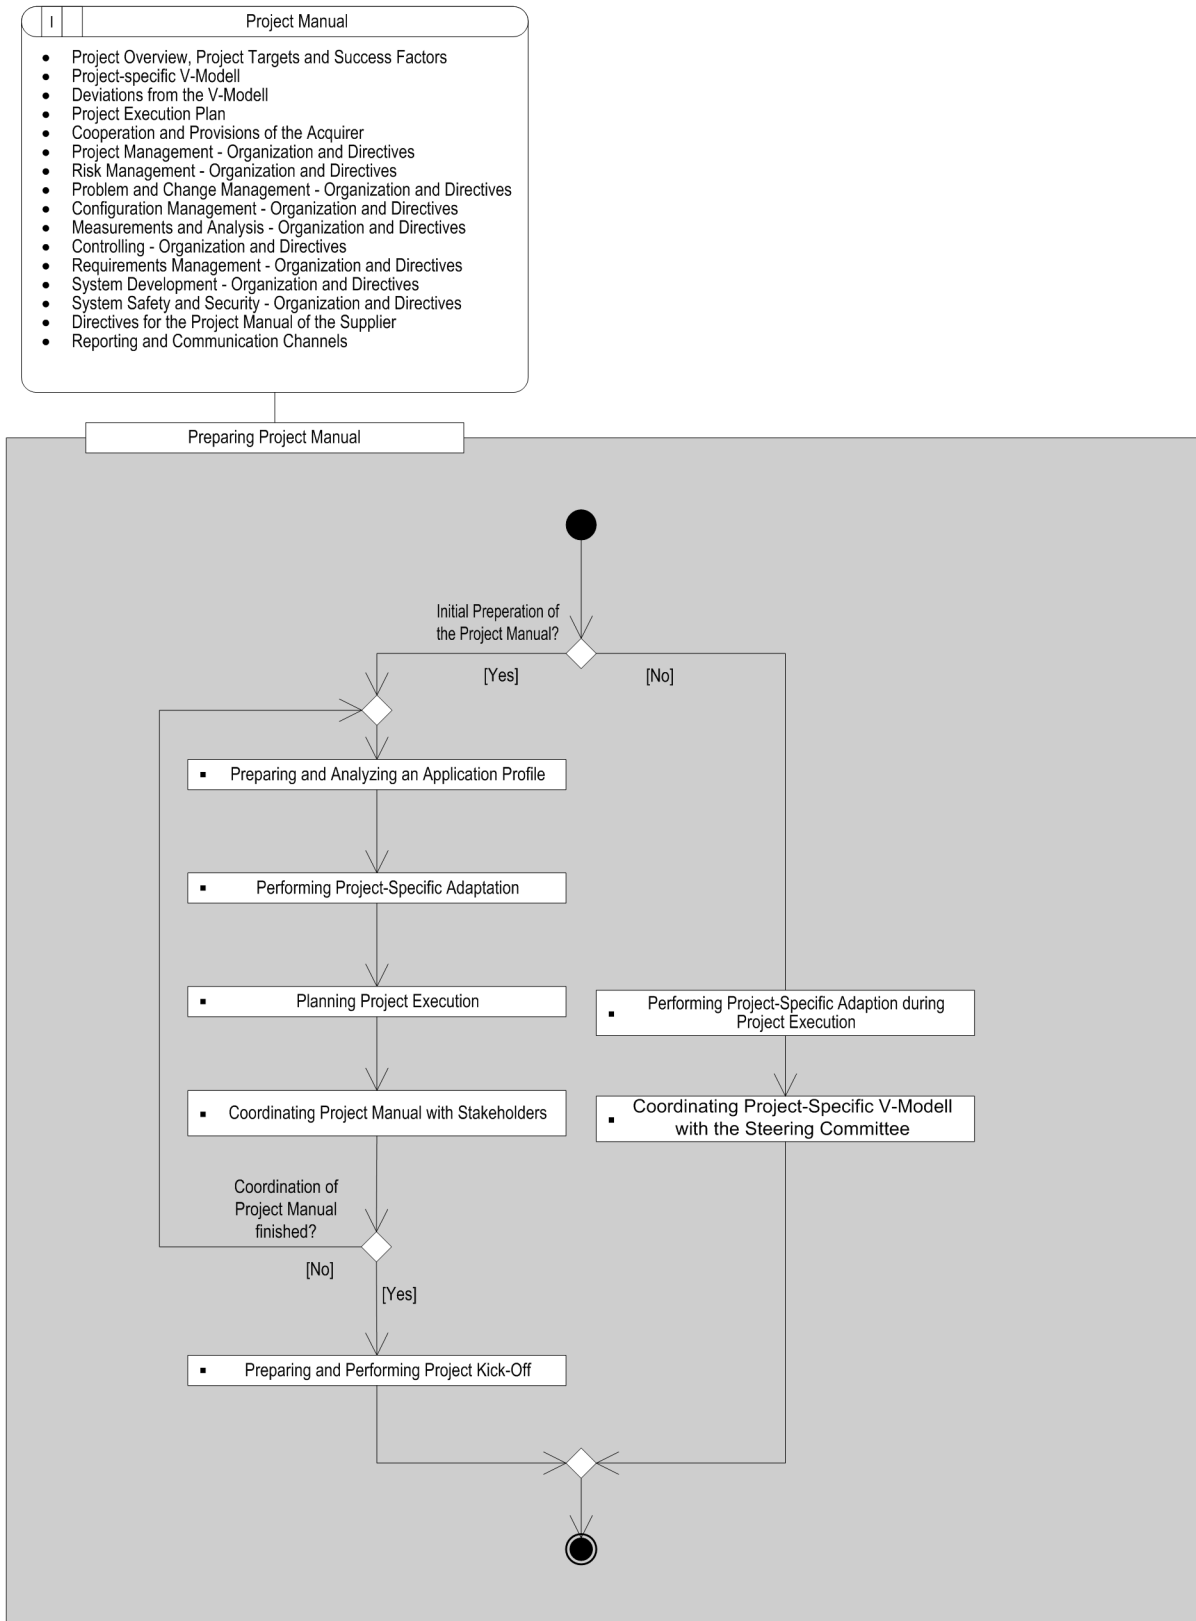 I
Project Manual
• Project Overview, Project Targets and Success Factors
• Project-specific V-Modell
• Deviations from the V-Modell
• Project Execution Plan
• Cooperation and Provisions of the Acquirer
• Project Management - Organization and Directives
• Risk Management - Organization and Directives
• Problem and Change Management - Organization and Directives
• Configuration Management - Organization and Directives
• Measurements and Analysis - Organization and Directives
• Controlling - Organization and Directives
• Requirements Management - Organization and Directives
• System Development - Organization and Directives
• System Safety and Security - Organization and Directives
• Directives for the Project Manual of the Supplier
• Reporting and Communication Channels
Preparing Project Manual
Initial Preperation of
the Project Manual?
[Yes]
[No]
▪ Preparing and Analyzing an Application Profile
▪ Performing Project-Specific Adaptation
▪ Planning Project Execution
▪ Performing Project-Specific Adaption during
Project Execution
▪ Coordinating Project Manual with Stakeholders
▪ Coordinating Project-Specific V-Modell
with the Steering Committee
Coordination of
Project Manual
finished?
[No]
[Yes]
▪ Preparing and Performing Project Kick-Off